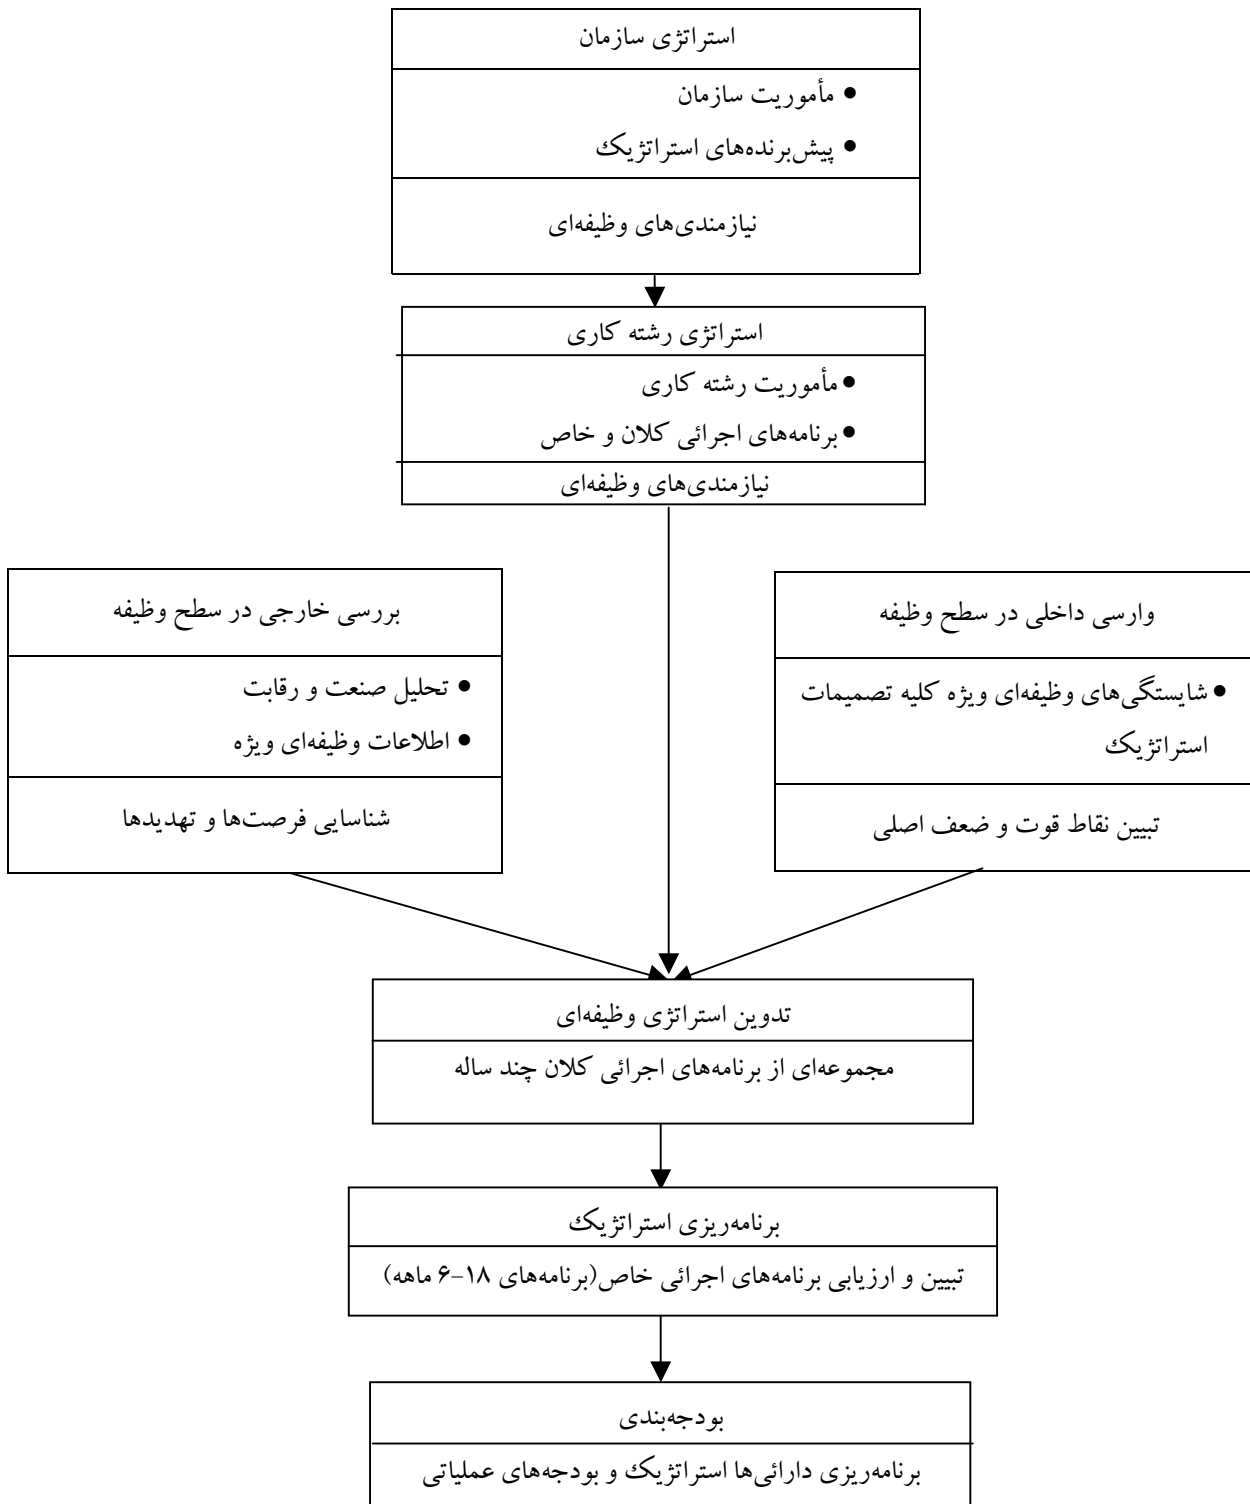 استراتژی سازمان
● مأموریت سازمان
● پیش‌برنده‌های استراتژیک
نیازمندی‌های وظیفه‌ای
استراتژی رشته کاری
● مأموریت رشته کاری
● برنامه‌های اجرائی کلان و خاص
نیازمندی‌های وظیفه‌ای
وارسی داخلی در سطح وظیفه
● شایستگی‌های وظیفه‌ای ویژه کلیه تصمیمات
استراتژیک
تبیین نقاط قوت و ضعف اصلی
بررسی خارجی در سطح وظیفه
● تحلیل صنعت و رقابت
● اطلاعات وظیفه‌ای ویژه
شناسایی فرصت‌ها و تهدیدها
تدوین استراتژی وظیفه‌ای
مجموعه‌ای از برنامه‌های اجرائی کلان چند ساله
برنامه‌ریزی استراتژیک
تبیین و ارزیابی برنامه‌های اجرائی خاص(برنامه‌های ۱۸-۶ ماهه)
بودجه‌بندی
برنامه‌ریزی دارائی‌ها استراتژیک و بودجه‌های عملیاتی